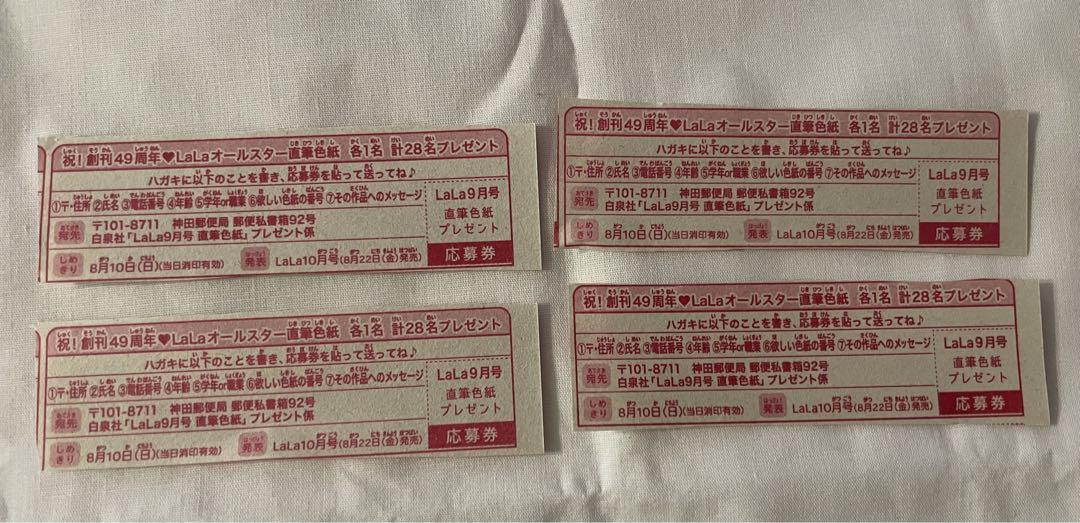 祝!創刊49周年♥LaLaオールスター直筆色紙 各1名 計28名プレゼント
ハガキに以下のことを書き、応募券を貼って送ってね♪
①〒・住所 ②氏名 ③電話番号 ④年齢 ⑤学年or職業 ⑥欲しい色紙の番号 ⑦その作品へのメッセージ
宛先 〒101-8711 神田郵便局 郵便私書箱92号
白泉社「LaLa9月号 直筆色紙」プレゼント係
しめきり 8月10日(日)(当日消印有効) 発表 LaLa10月号(8月22日(金)発売)
LaLa9月号
直筆色紙
プレゼント
応募券
祝!創刊49周年♥LaLaオールスター直筆色紙 各1名 計28名プレゼント
ハガキに以下のことを書き、応募券を貼って送ってね♪
①〒・住所 ②氏名 ③電話番号 ④年齢 ⑤学年or職業 ⑥欲しい色紙の番号 ⑦その作品へのメッセージ
宛先 〒101-8711 神田郵便局 郵便私書箱92号
白泉社「LaLa9月号 直筆色紙」プレゼント係
しめきり 8月10日(日)(当日消印有効) 発表 LaLa10月号(8月22日(金)発売)
LaLa9月号
直筆色紙
プレゼント
応募券
祝!創刊49周年♥LaLaオールスター直筆色紙 各1名 計28名プレゼント
ハガキに以下のことを書き、応募券を貼って送ってね♪
①〒・住所 ②氏名 ③電話番号 ④年齢 ⑤学年or職業 ⑥欲しい色紙の番号 ⑦その作品へのメッセージ
宛先 〒101-8711 神田郵便局 郵便私書箱92号
白泉社「LaLa9月号 直筆色紙」プレゼント係
しめきり 8月10日(日)(当日消印有効) 発表 LaLa10月号(8月22日(金)発売)
LaLa9月号
直筆色紙
プレゼント
応募券
祝!創刊49周年♥LaLaオールスター直筆色紙 各1名 計28名プレゼント
ハガキに以下のことを書き、応募券を貼って送ってね♪
①〒・住所 ②氏名 ③電話番号 ④年齢 ⑤学年or職業 ⑥欲しい色紙の番号 ⑦その作品へのメッセージ
宛先 〒101-8711 神田郵便局 郵便私書箱92号
白泉社「LaLa9月号 直筆色紙」プレゼント係
しめきり 8月10日(日)(当日消印有効) 発表 LaLa10月号(8月22日(金)発売)
LaLa9月号
直筆色紙
プレゼント
応募券